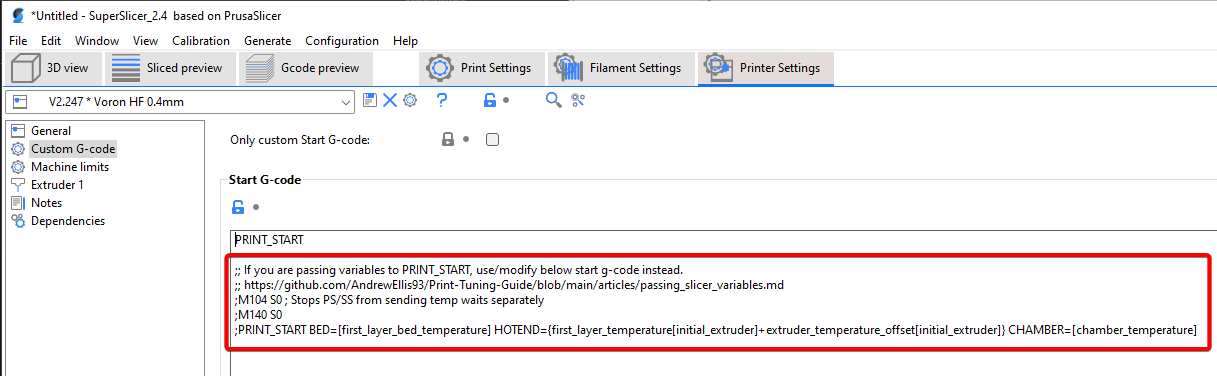 *Untitled - SuperSlicer_2.4 based on PrusaSlicer
File Edit Window View Calibration Generate Configuration Help
3D view Sliced preview Gcode preview Print Settings Filament Settings Printer Settings
V2.247 * Voron HF 0.4mm ?
General
Custom G-code
Machine limits
Extruder 1
Notes
Dependencies
Only custom Start G-code:
Start G-code
PRINT_START
;; If you are passing variables to PRINT_START, use/modify below start g-code instead.
;; https://github.com/AndrewEllis93/Print-Tuning-Guide/blob/main/articles/passing_slicer_variables.md
;M104 S0 ; Stops PS/SS from sending temp waits separately
;M140 S0
;PRINT_START BED=[first_layer_bed_temperature] HOTEND={first_layer_temperature[initial_extruder]+extruder_temperature_offset[initial_extruder]} CHAMBER=[chamber_temperature]